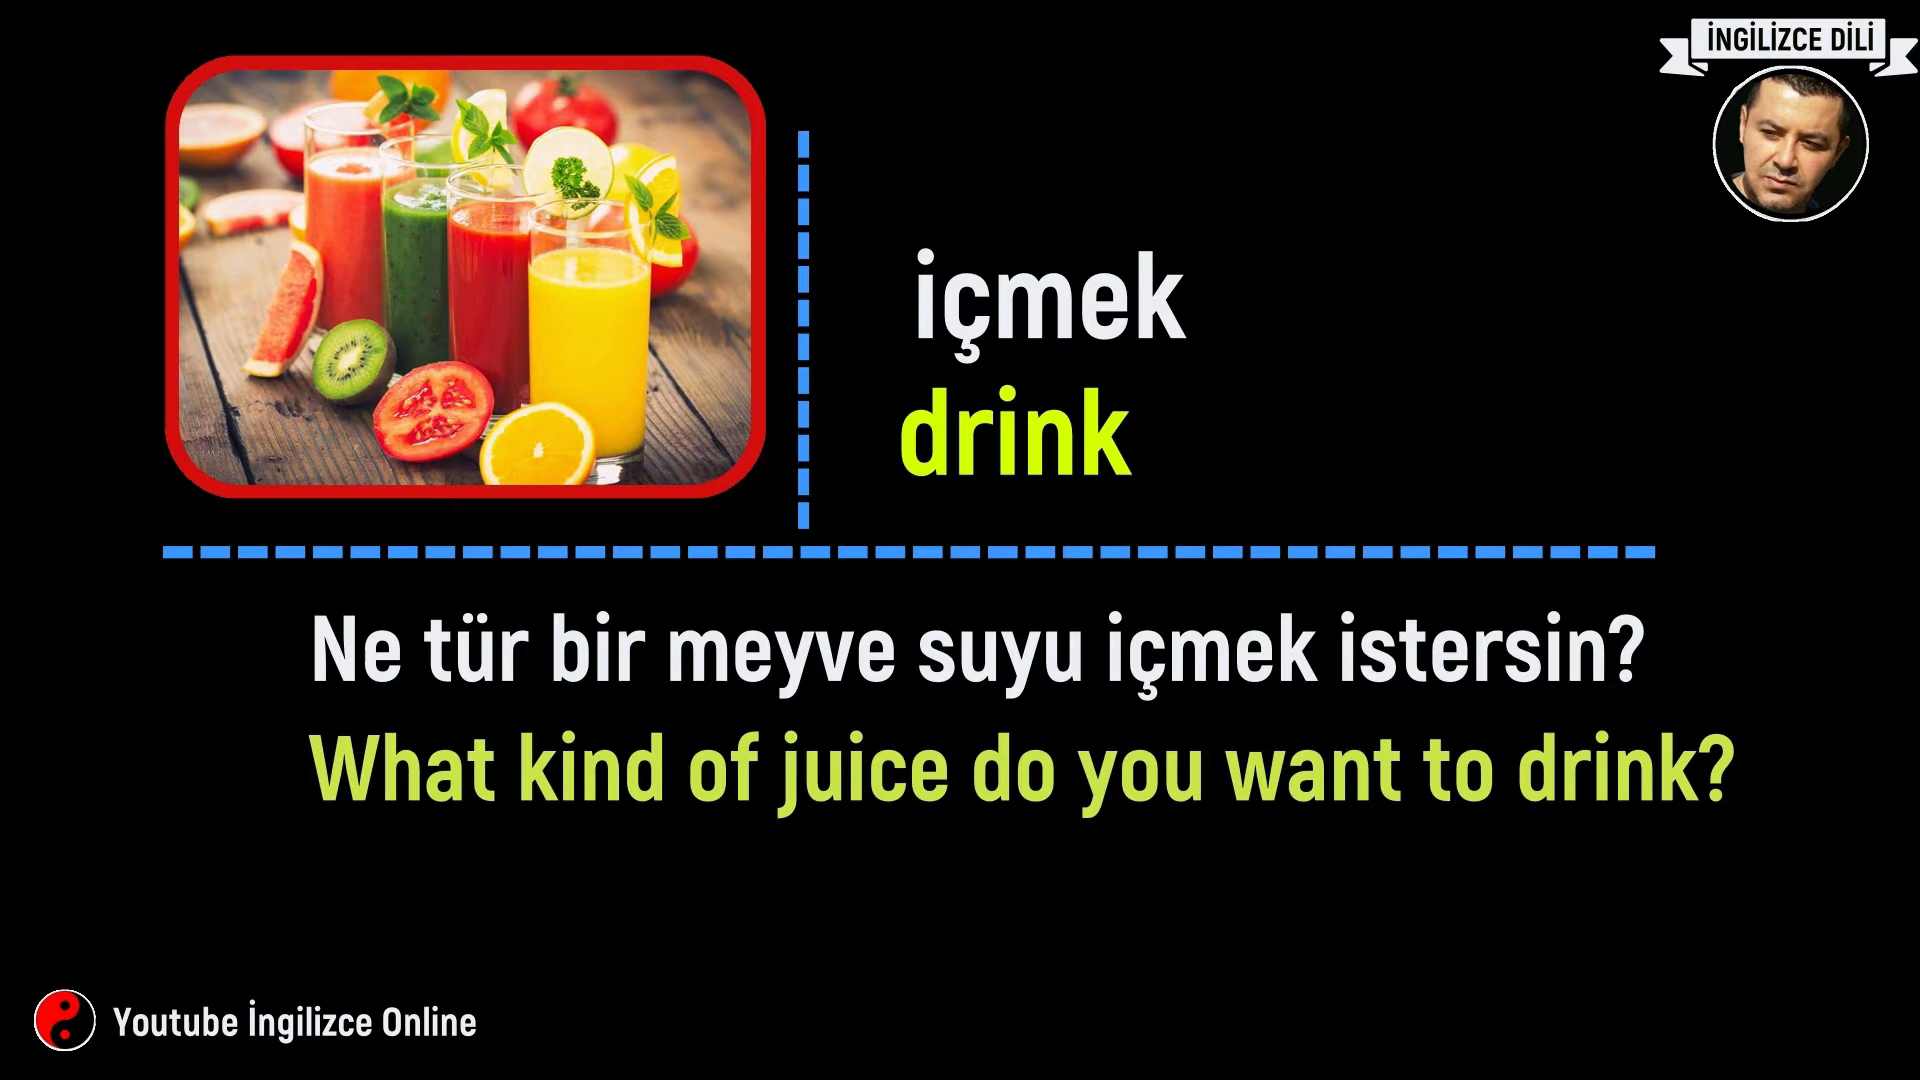 İNGİLİZCE DİLİ
içmek
drink
Ne tür bir meyve suyu içmek istersin?
What kind of juice do you want to drink?
Youtube İngilizce Online